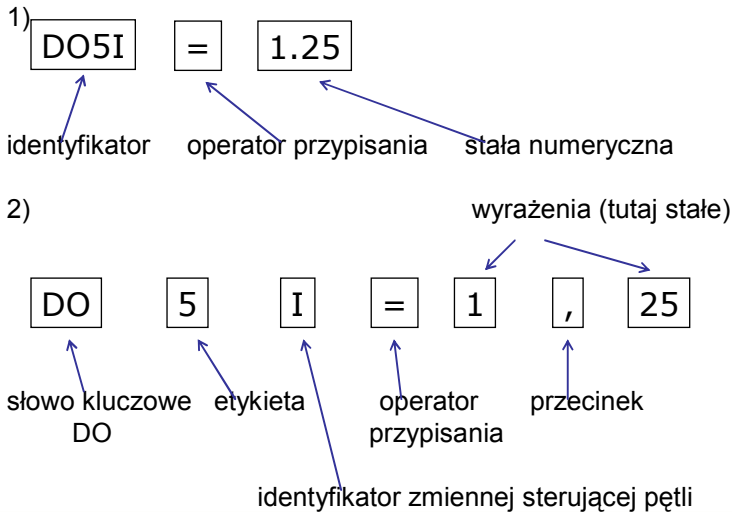 1)
DO5I = 1.25
identyfikator operator przypisania stała numeryczna
2) wyrażenia (tutaj stałe)
DO 5 I = 1 , 25
słowo kluczowe etykieta operator przecinek
DO przypisania
identyfikator zmiennej sterującej pętli